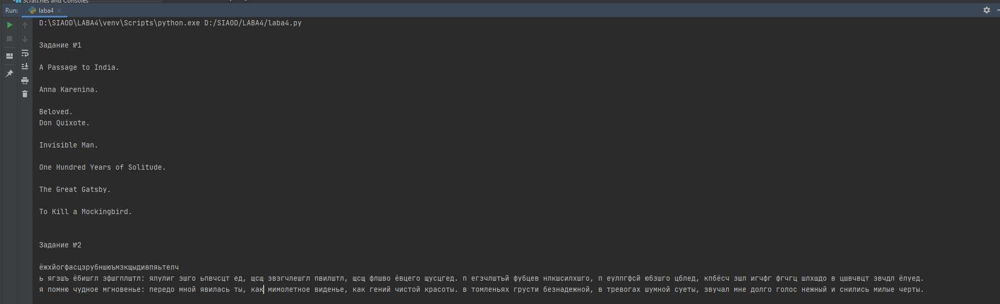 Scratches and Consoles
Run: laba4
D:\SIAOD\LABA4\venv\Scripts\python.exe D:/SIAOD/LABA4/laba4.py
Задание №1
A Passage to India.
Anna Karenina.
Beloved.
Don Quixote.
Invisible Man.
One Hundred Years of Solitude.
The Great Gatsby.
To Kill a Mockingbird.
Задание №2
ёжхйогфасцэрубншюъмзкщыдивпяьтелч
ь ягзшъ ёбишгл зфшгплштл: ялулиг зшго ьпвчсцт ед, щсщ звзгчлешгл пвилштл, щсщ флшво ёвцего щусцгед. п егзчлштьй фубцев нлкшсилхшго, п еулпгфсй юбзшго цблед, кпбёсч зшл игчфг фгчгц шлхшдо в цшвчвцт звчдл ёлуед.
я помню чудное мгновенье: передо мной явилась ты, как мимолетное виденье, как гений чистой красоты. в томленьях грусти безнадежной, в тревогах шумной суеты, звучал мне долго голос нежный и снились милые черты.